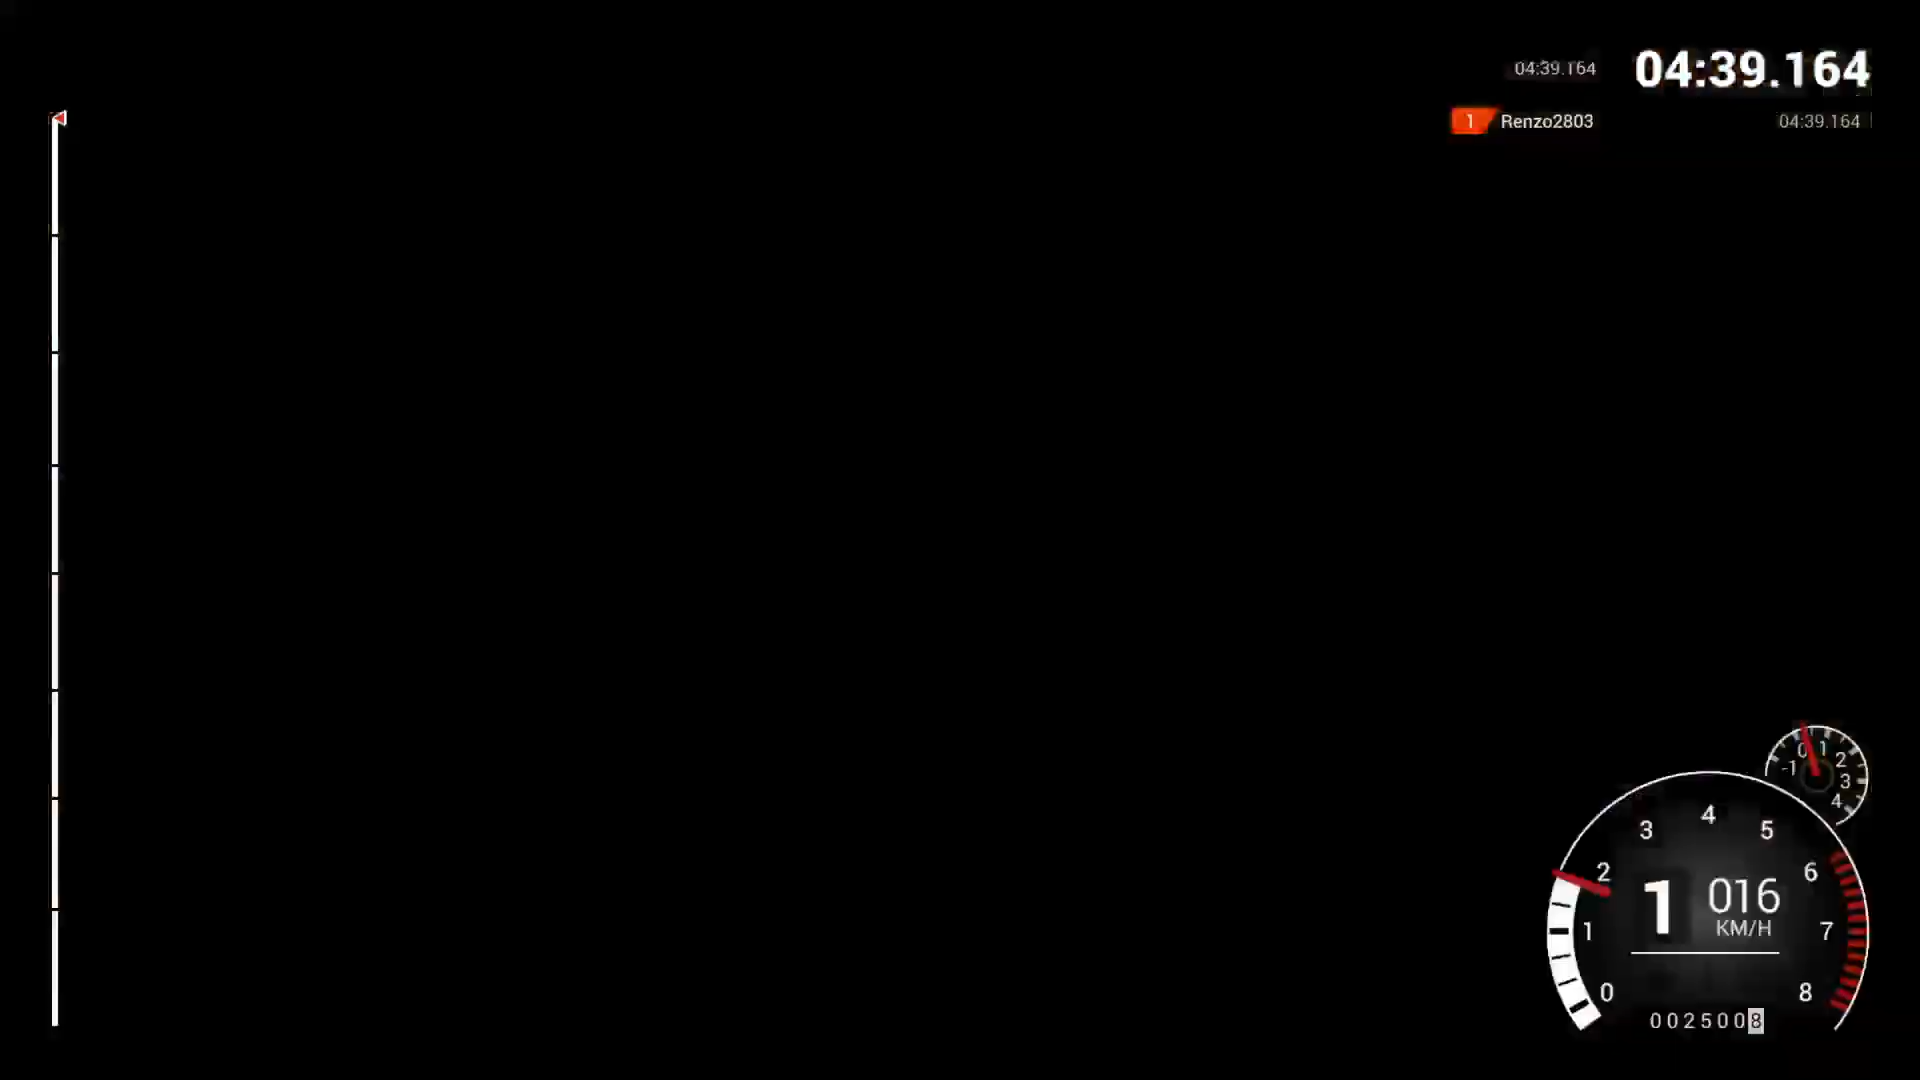 04:39.164 04:39.164
1 Renzo2803 04:39.164
-1 0 1 2 3 4
0 1 2 3 4 5 6 7 8
1 016
KM/H
0025008